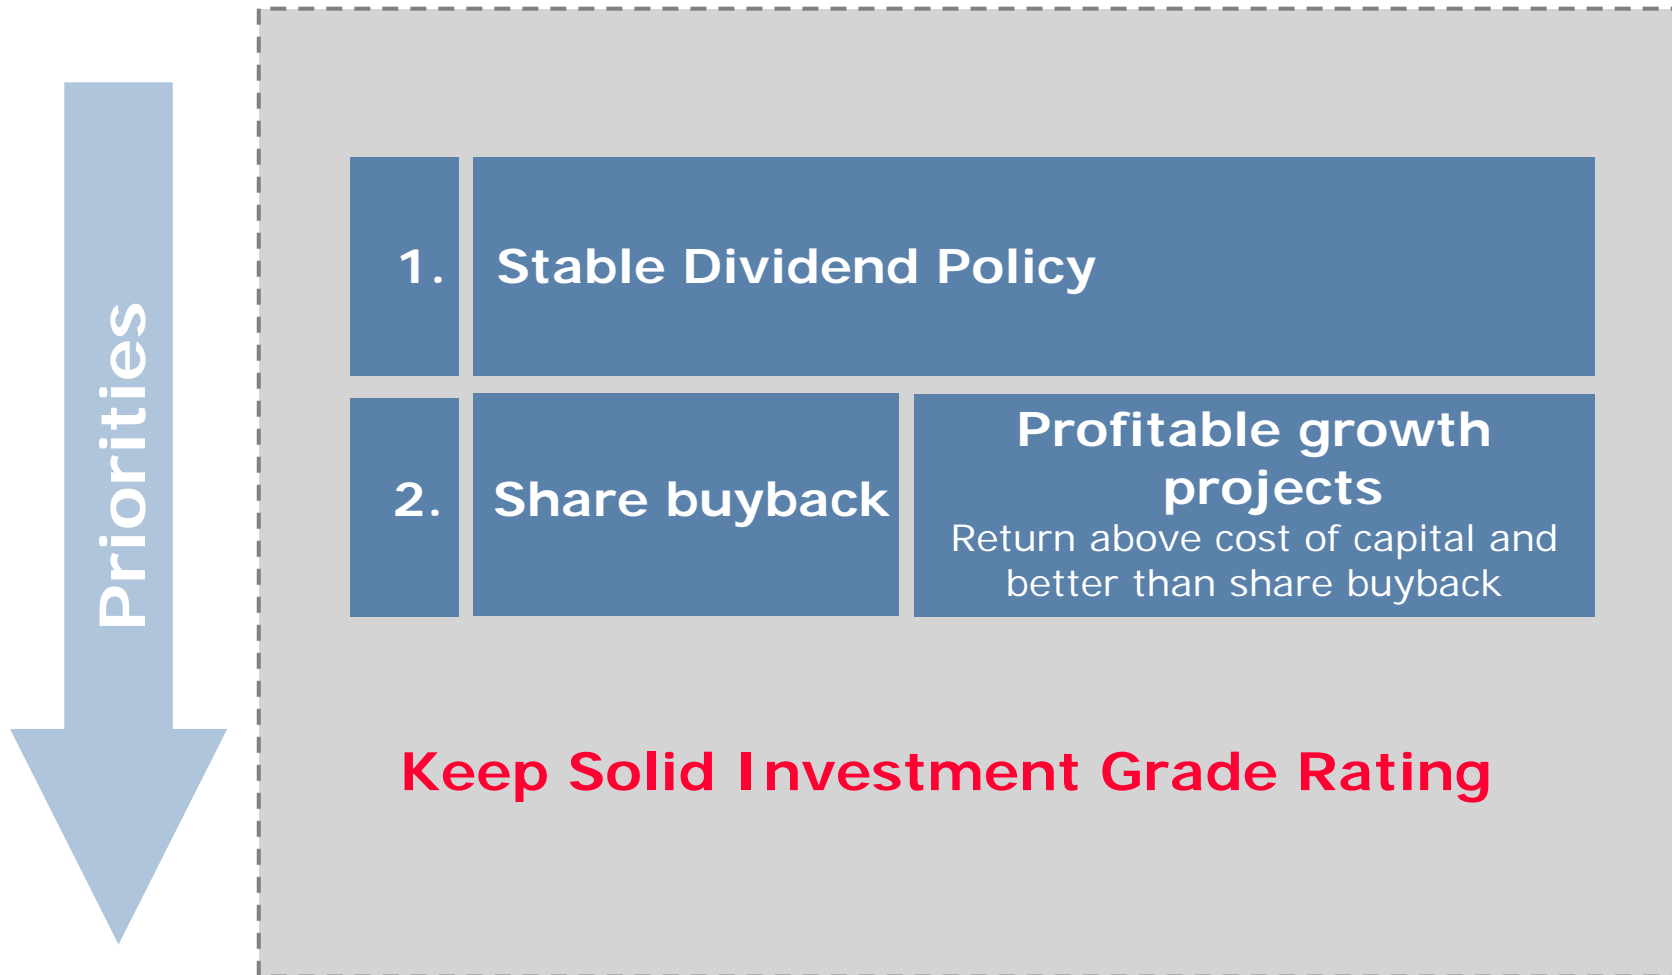 Priorities
1.
Stable Dividend Policy
2.
Share buyback
Profitable growth
projects
Return above cost of capital and
better than share buyback
Keep Solid Investment Grade Rating